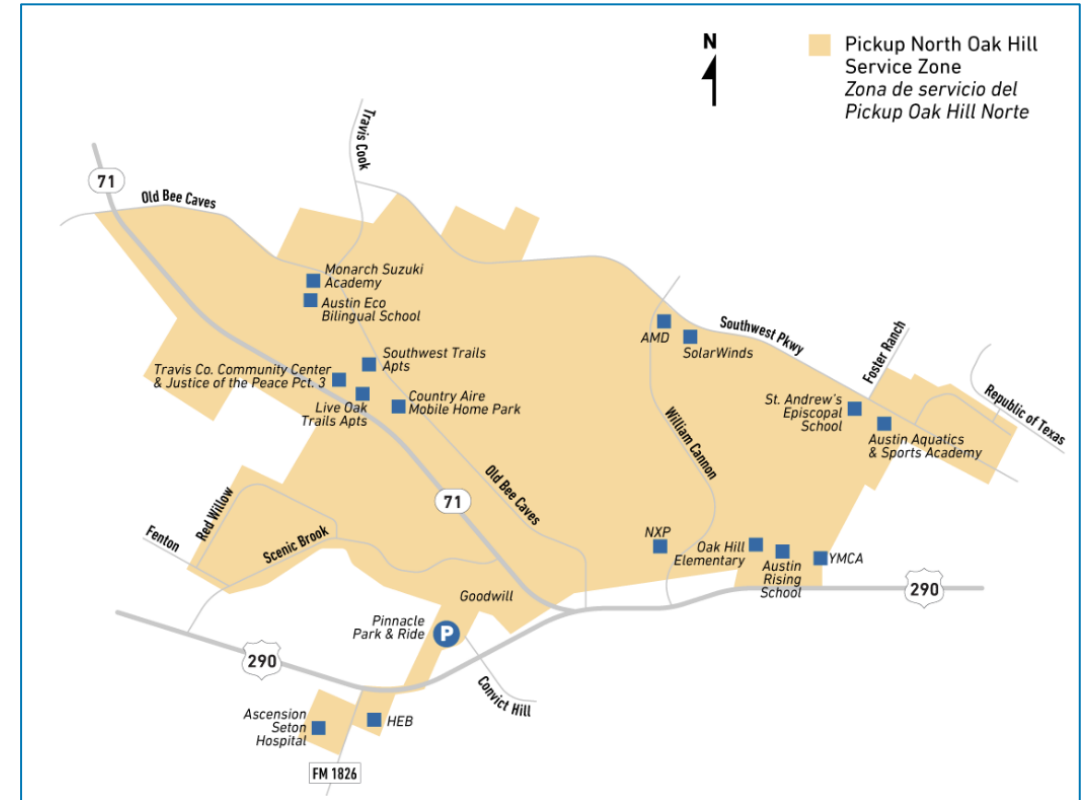 N
Pickup North Oak Hill
Service Zone
Zona de servicio del
Pickup Oak Hill Norte
Travis Cook
71
Old Bee Caves
Monarch Suzuki
Academy
Austin Eco
Bilingual School
Southwest Trails
Apts
Travis Co. Community Center
& Justice of the Peace Pct. 3
Live Oak
Trails Apts
Country Aire
Mobile Home Park
AMD
SolarWinds
Southwest Pkwy
Foster Ranch
Republic of Texas
St. Andrew's
Episcopal
School
Austin Aquatics
& Sports Academy
William Cannon
Old Bee Caves
71
Red Willow
Fenton
Scenic Brook
NXP
Oak Hill
Elementary
Austin
Rising
School
YMCA
290
Goodwill
Pinnacle
Park & Ride
P
290
Convict Hill
Ascension
Seton
Hospital
HEB
FM 1826